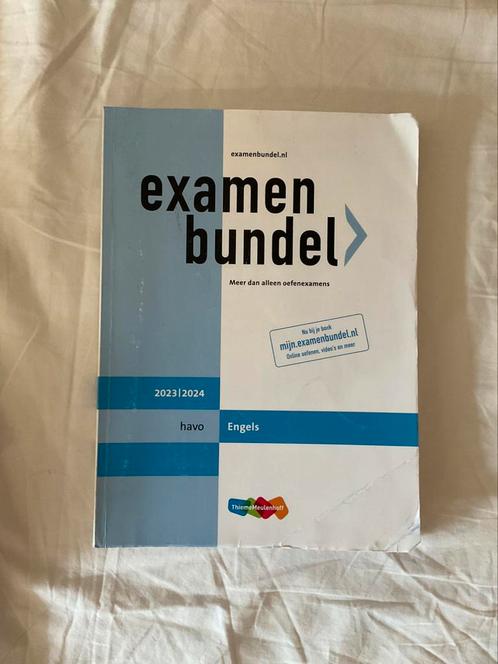 examenbundel.nl
examen
bundel
Meer dan alleen oefenexamens
Nu bij je boek
mijn.examenbundel.nl
Online oefenen, video's en meer
2023|2024
havo Engels
ThiemeMeulenhoff